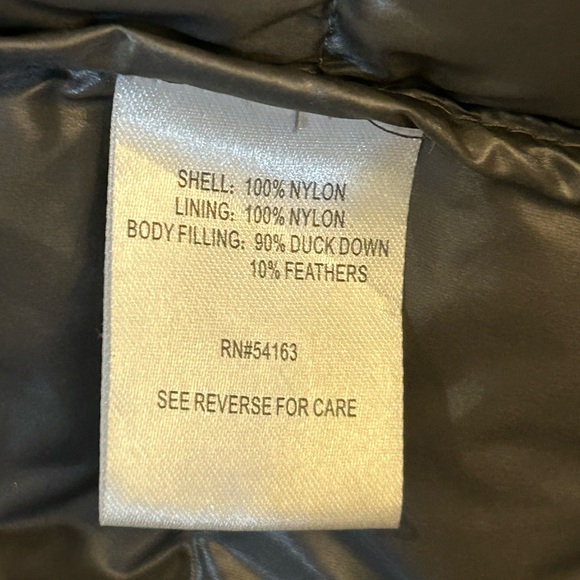 SHELL: 100% NYLON
LINING: 100% NYLON
BODY FILLING: 90% DUCK DOWN
10% FEATHERS
RN#54163
SEE REVERSE FOR CARE